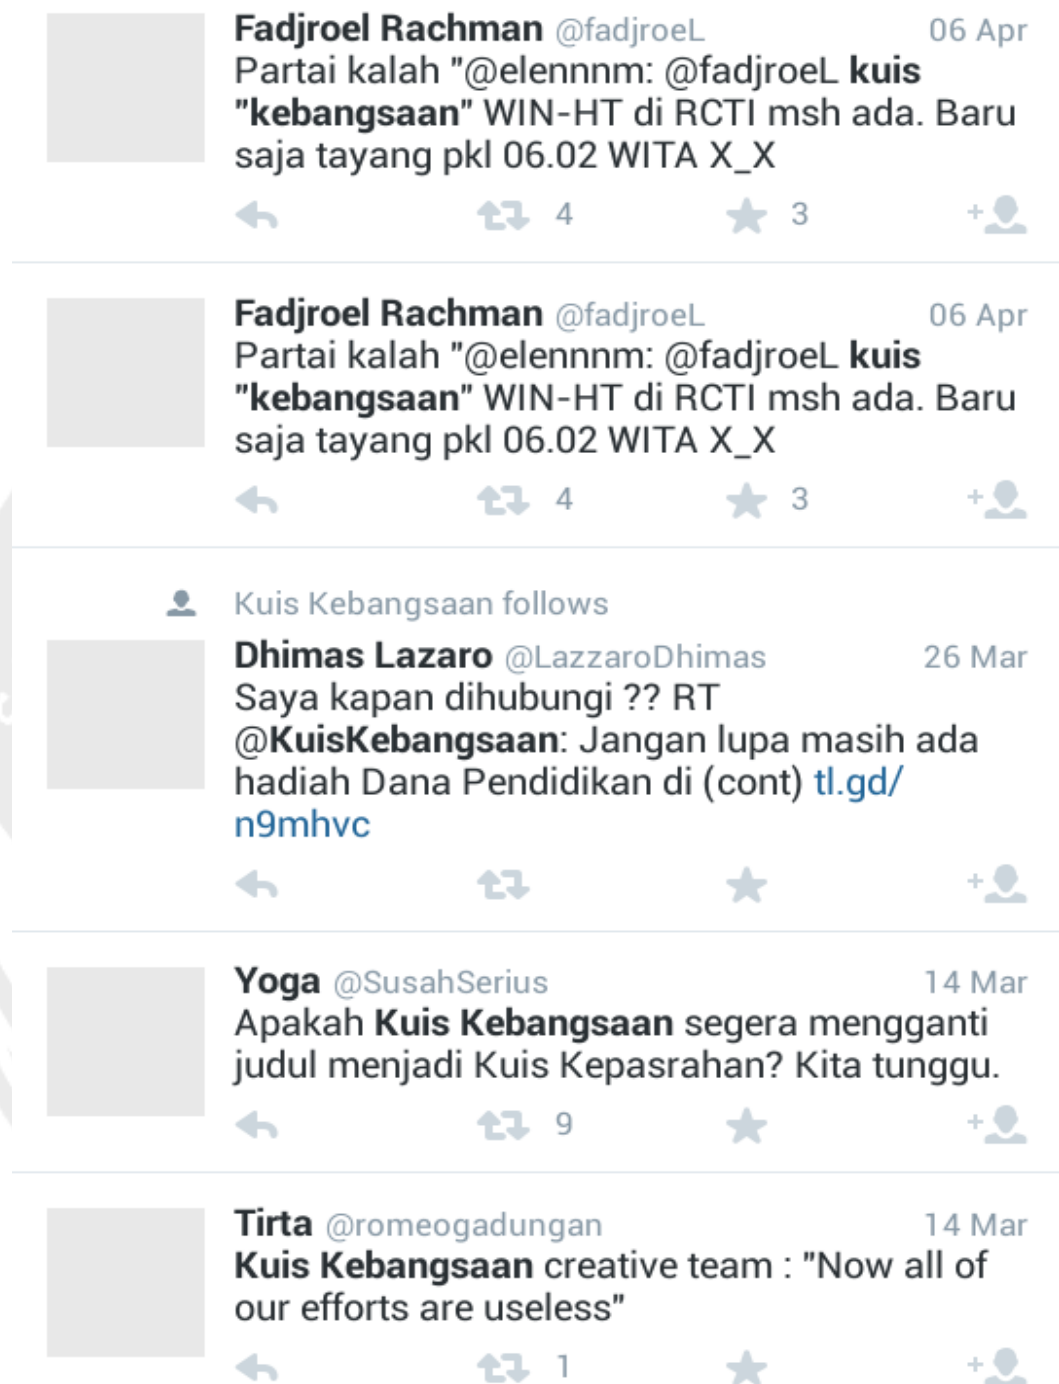 Fadjroel Rachman @fadjroeL 06 Apr
Partai kalah "@elennnm: @fadjroeL kuis
"kebangsaan" WIN-HT di RCTI msh ada. Baru
saja tayang pkl 06.02 WITA X_X
4 3
Fadjroel Rachman @fadjroeL 06 Apr
Partai kalah "@elennnm: @fadjroeL kuis
"kebangsaan" WIN-HT di RCTI msh ada. Baru
saja tayang pkl 06.02 WITA X_X
4 3
Kuis Kebangsaan follows
Dhimas Lazaro @LazzaroDhimas 26 Mar
Saya kapan dihubungi ?? RT
@KuisKebangsaan: Jangan lupa masih ada
hadiah Dana Pendidikan di (cont) tl.gd/
n9mhvc
Yoga @SusahSerius 14 Mar
Apakah Kuis Kebangsaan segera mengganti
judul menjadi Kuis Kepasrahan? Kita tunggu.
9
Tirta @romeogadungan 14 Mar
Kuis Kebangsaan creative team : "Now all of
our efforts are useless"
1